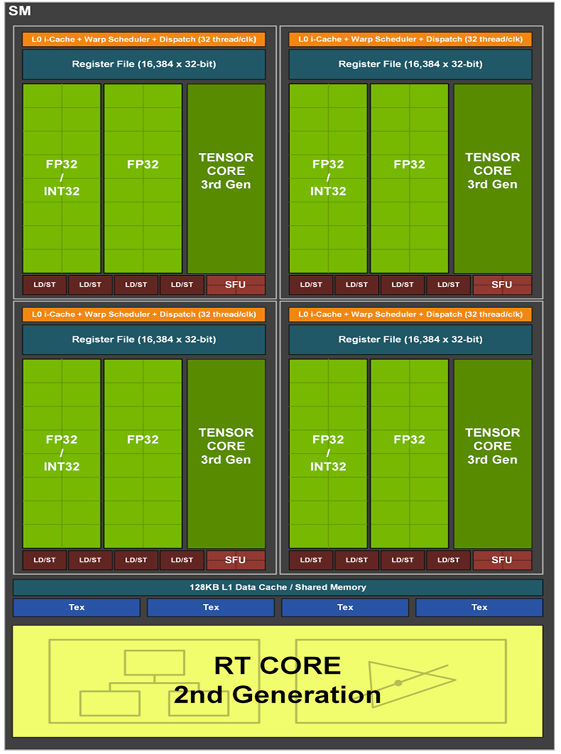 SM
L0 i-Cache + Warp Scheduler + Dispatch (32 thread/clk)
Register File (16,384 x 32-bit)
FP32
/
INT32
FP32
TENSOR
CORE
3rd Gen
LD/ST LD/ST LD/ST LD/ST SFU
L0 i-Cache + Warp Scheduler + Dispatch (32 thread/clk)
Register File (16,384 x 32-bit)
FP32
/
INT32
FP32
TENSOR
CORE
3rd Gen
LD/ST LD/ST LD/ST LD/ST SFU
L0 i-Cache + Warp Scheduler + Dispatch (32 thread/clk)
Register File (16,384 x 32-bit)
FP32
/
INT32
FP32
TENSOR
CORE
3rd Gen
LD/ST LD/ST LD/ST LD/ST SFU
L0 i-Cache + Warp Scheduler + Dispatch (32 thread/clk)
Register File (16,384 x 32-bit)
FP32
/
INT32
FP32
TENSOR
CORE
3rd Gen
LD/ST LD/ST LD/ST LD/ST SFU
128KB L1 Data Cache / Shared Memory
Tex Tex Tex Tex
RT CORE
2nd Generation